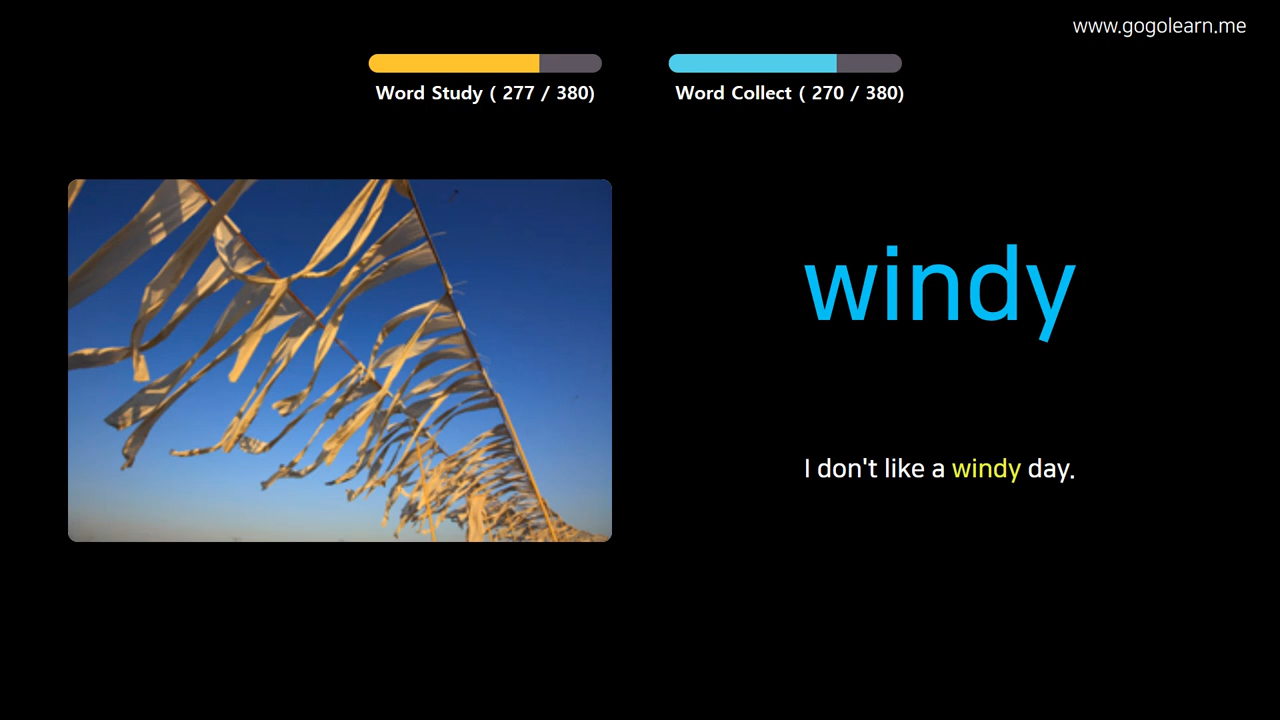 www.gogolearn.me
Word Study ( 277 / 380)
Word Collect ( 270 / 380)
windy
I don't like a windy day.